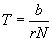 T = b / rN